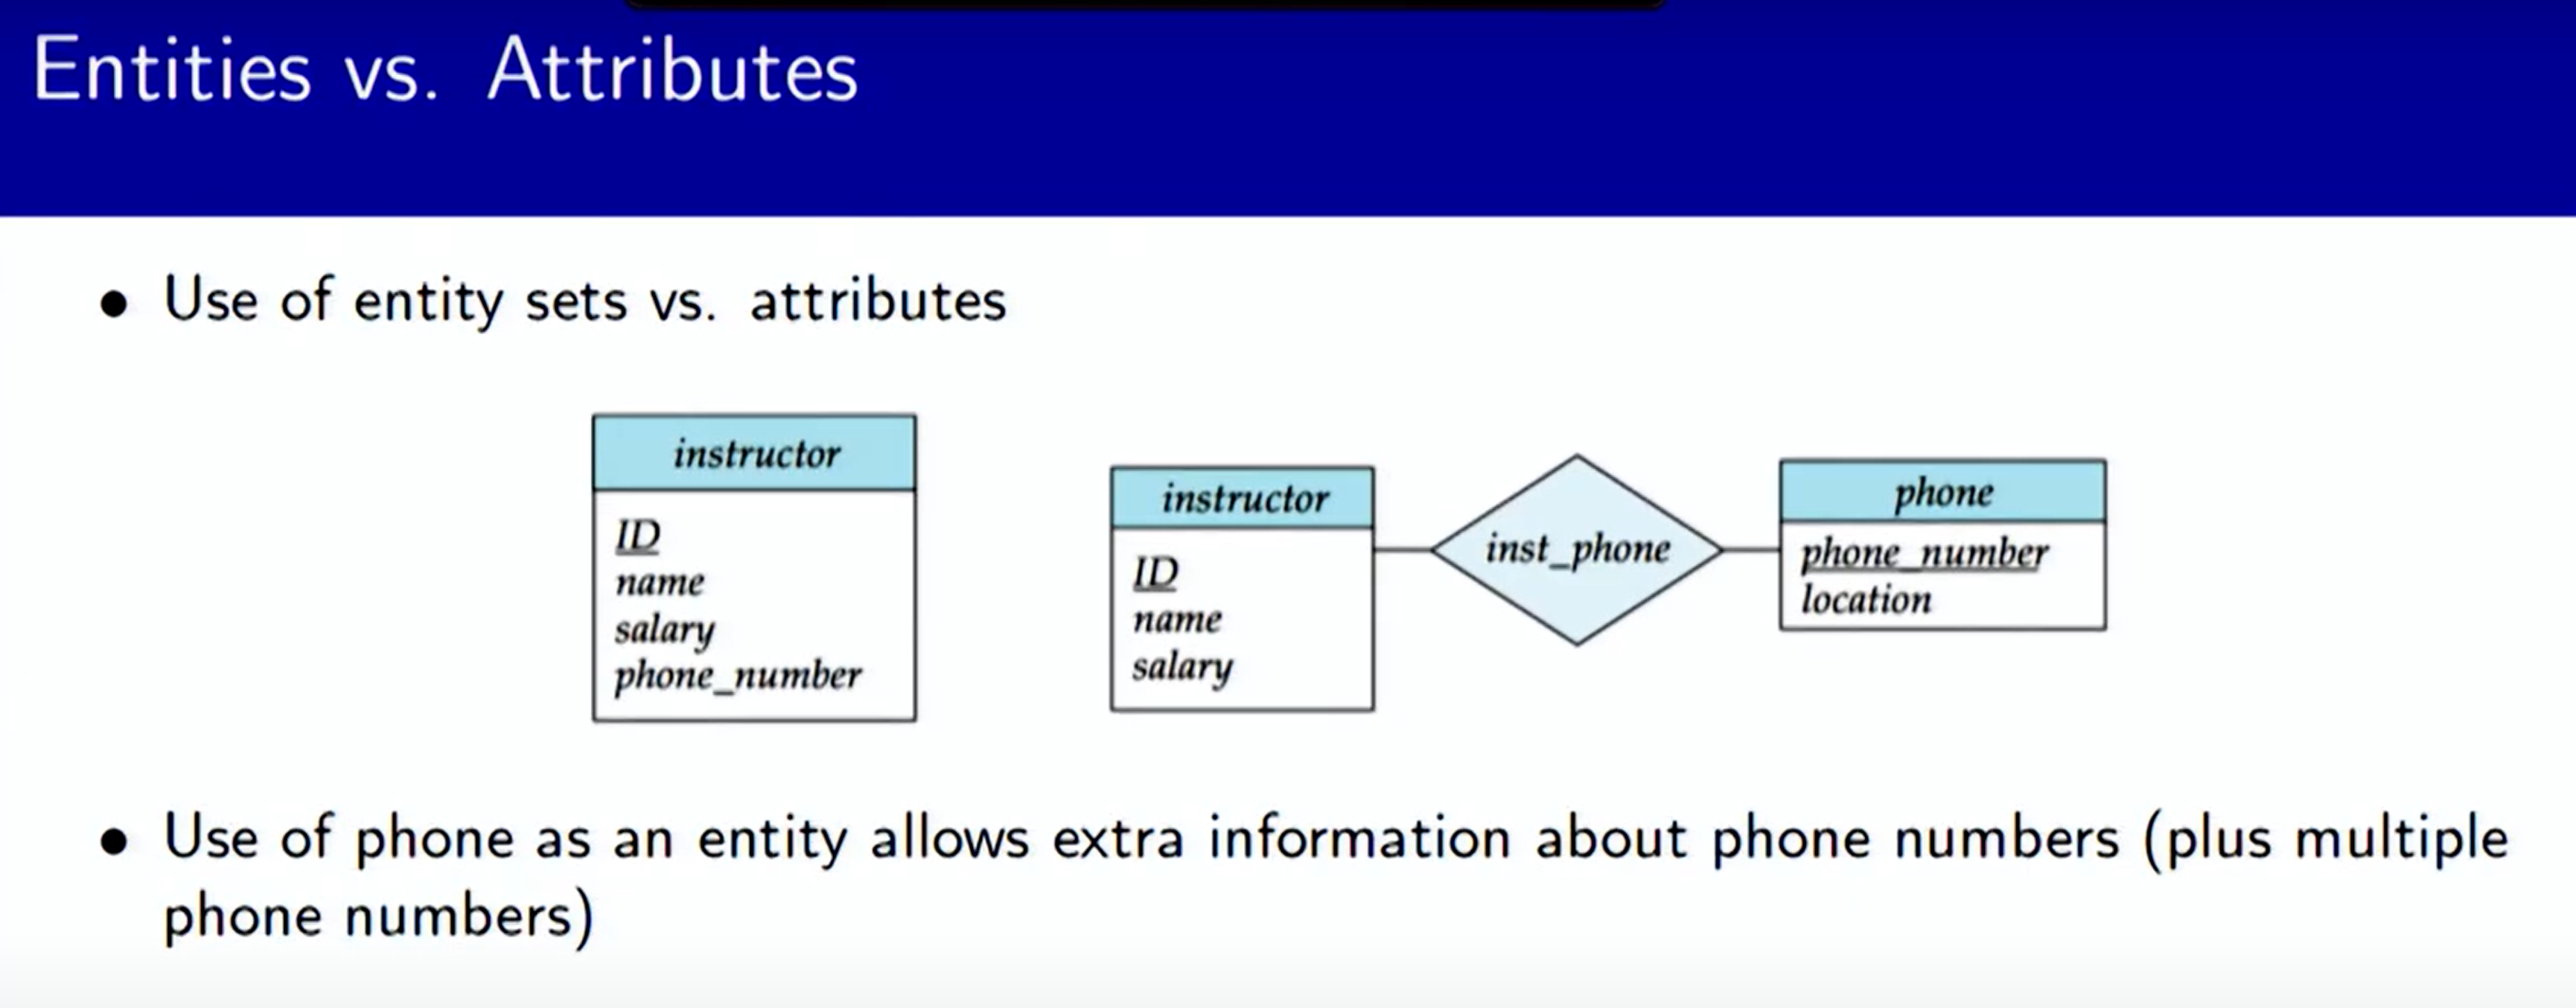 Entities vs. Attributes
• Use of entity sets vs. attributes
instructor
ID
name
salary
phone_number
instructor
ID
name
salary
inst_phone
phone
phone_number
location
• Use of phone as an entity allows extra information about phone numbers (plus multiple
phone numbers)